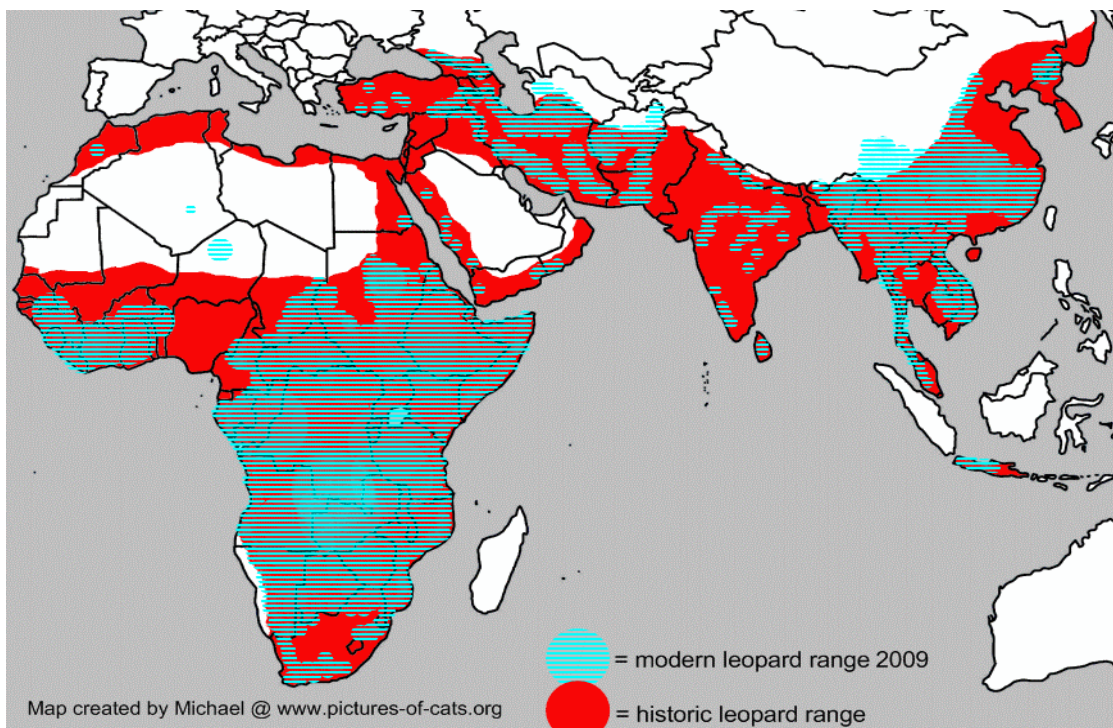 = modern leopard range 2009
= historic leopard range
Map created by Michael @ www.pictures-of-cats.org